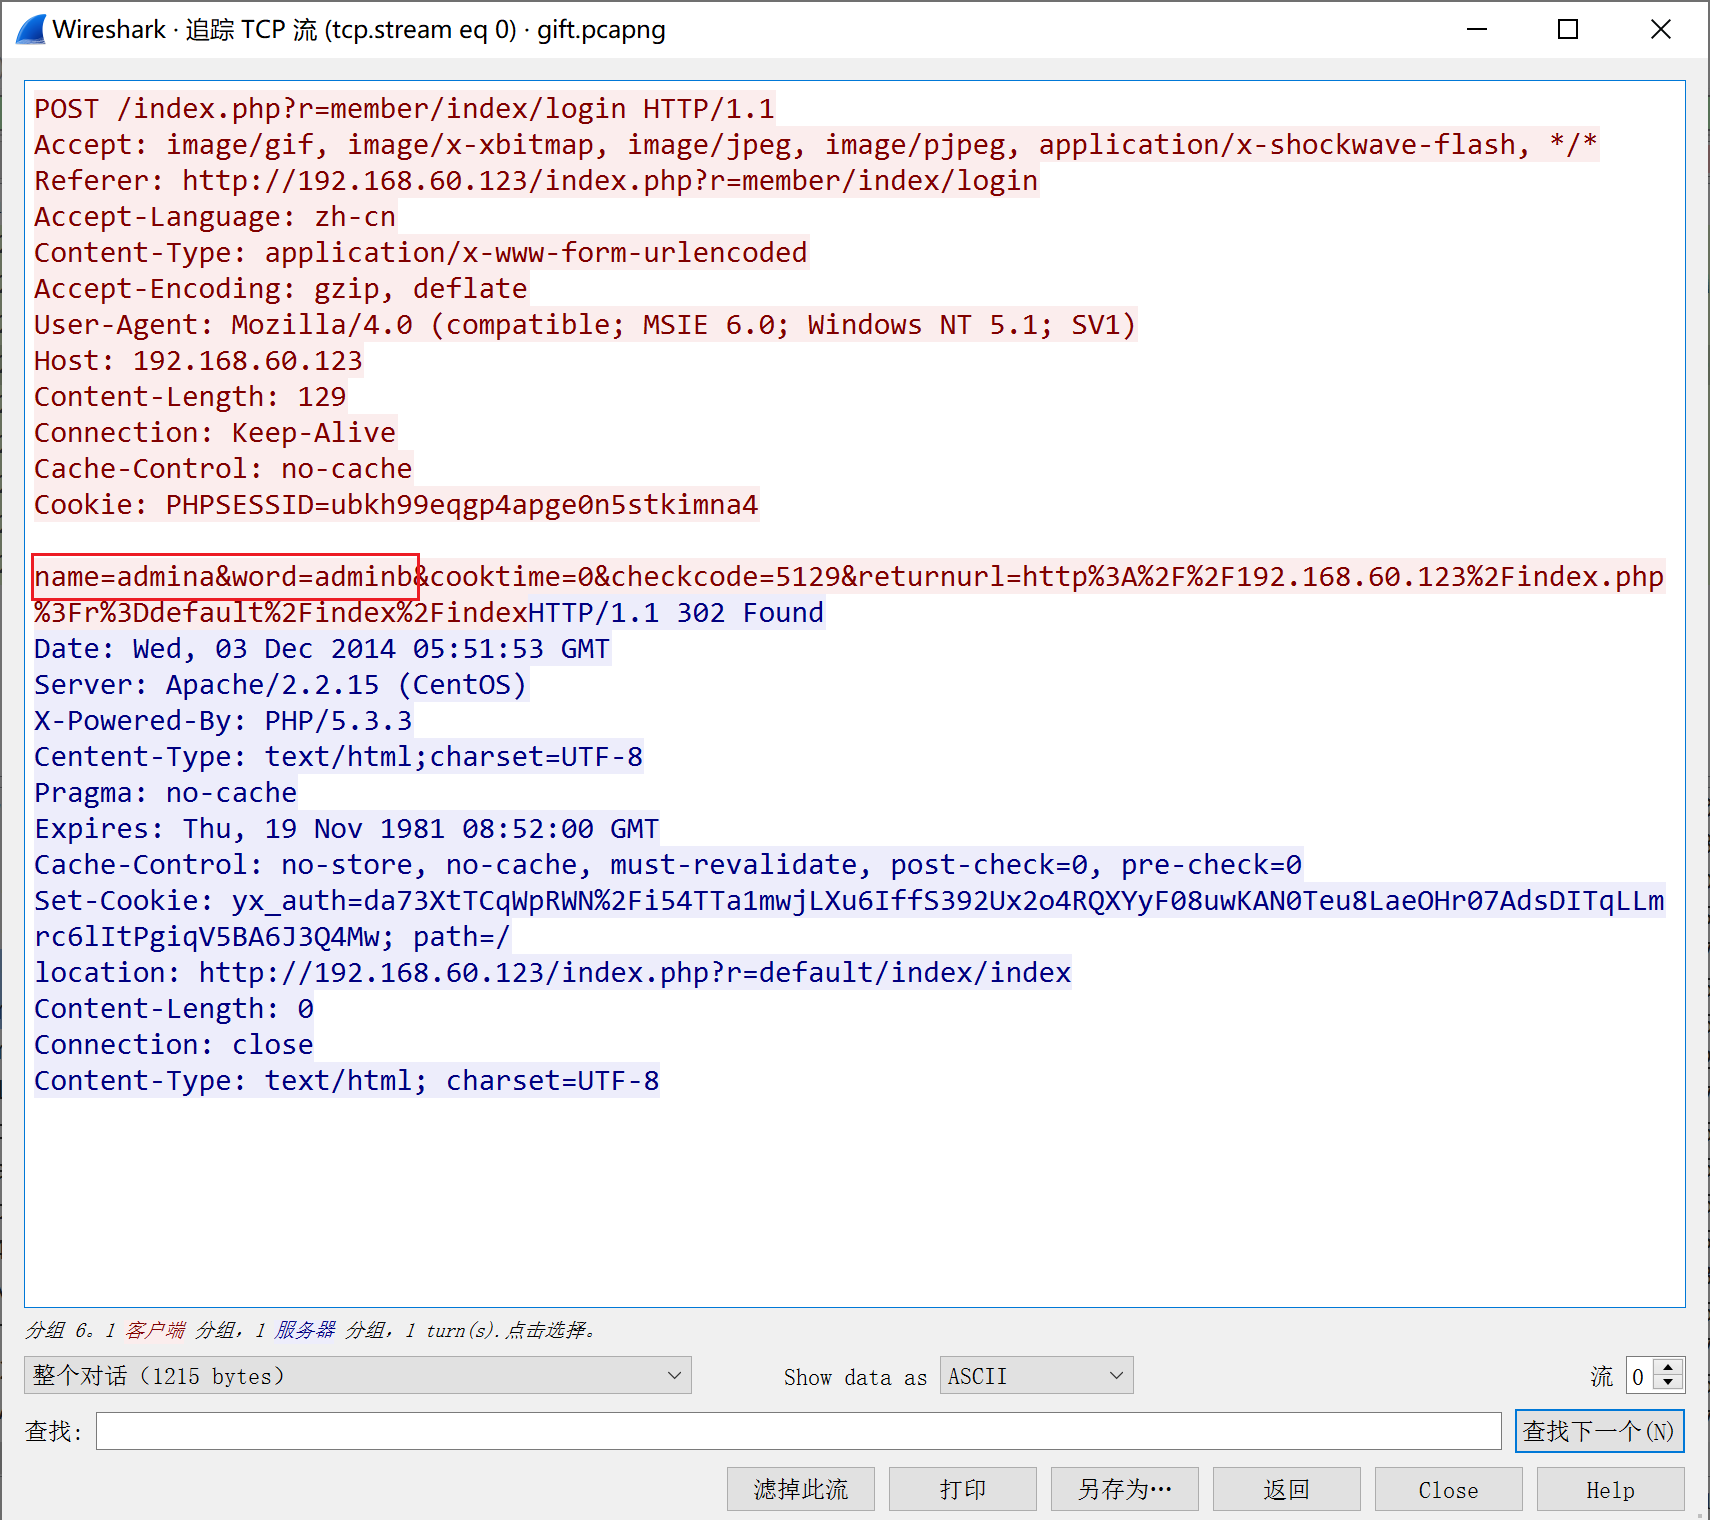 Wireshark · 追踪 TCP 流 (tcp.stream eq 0) · gift.pcapng
POST /index.php?r=member/index/login HTTP/1.1
Accept: image/gif, image/x-xbitmap, image/jpeg, image/pjpeg, application/x-shockwave-flash, */*
Referer: http://192.168.60.123/index.php?r=member/index/login
Accept-Language: zh-cn
Content-Type: application/x-www-form-urlencoded
Accept-Encoding: gzip, deflate
User-Agent: Mozilla/4.0 (compatible; MSIE 6.0; Windows NT 5.1; SV1)
Host: 192.168.60.123
Content-Length: 129
Connection: Keep-Alive
Cache-Control: no-cache
Cookie: PHPSESSID=ubkh99eqgp4apge0n5stkimna4
name=admina&word=adminb&cooktime=0&checkcode=5129&returnurl=http%3A%2F%2F192.168.60.123%2Findex.php
%3Fr%3Ddefault%2Findex%2FindexHTTP/1.1 302 Found
Date: Wed, 03 Dec 2014 05:51:53 GMT
Server: Apache/2.2.15 (CentOS)
X-Powered-By: PHP/5.3.3
Centent-Type: text/html;charset=UTF-8
Pragma: no-cache
Expires: Thu, 19 Nov 1981 08:52:00 GMT
Cache-Control: no-store, no-cache, must-revalidate, post-check=0, pre-check=0
Set-Cookie: yx_auth=da73XtTCqWpRWN%2Fi54TTa1mwjLXu6IffS392Ux2o4RQXYyF08uwKAN0Teu8LaeOHr07AdsDITqLLm
rc6lItPgiqV5BA6J3Q4Mw; path=/
location: http://192.168.60.123/index.php?r=default/index/index
Content-Length: 0
Connection: close
Content-Type: text/html; charset=UTF-8
分组 6。1 客户端 分组，1 服务器 分组，1 turn(s).点击选择。
整个对话（1215 bytes） Show data as ASCII 流 0
查找: 查找下一个(N)
滤掉此流 打印 另存为… 返回 Close Help